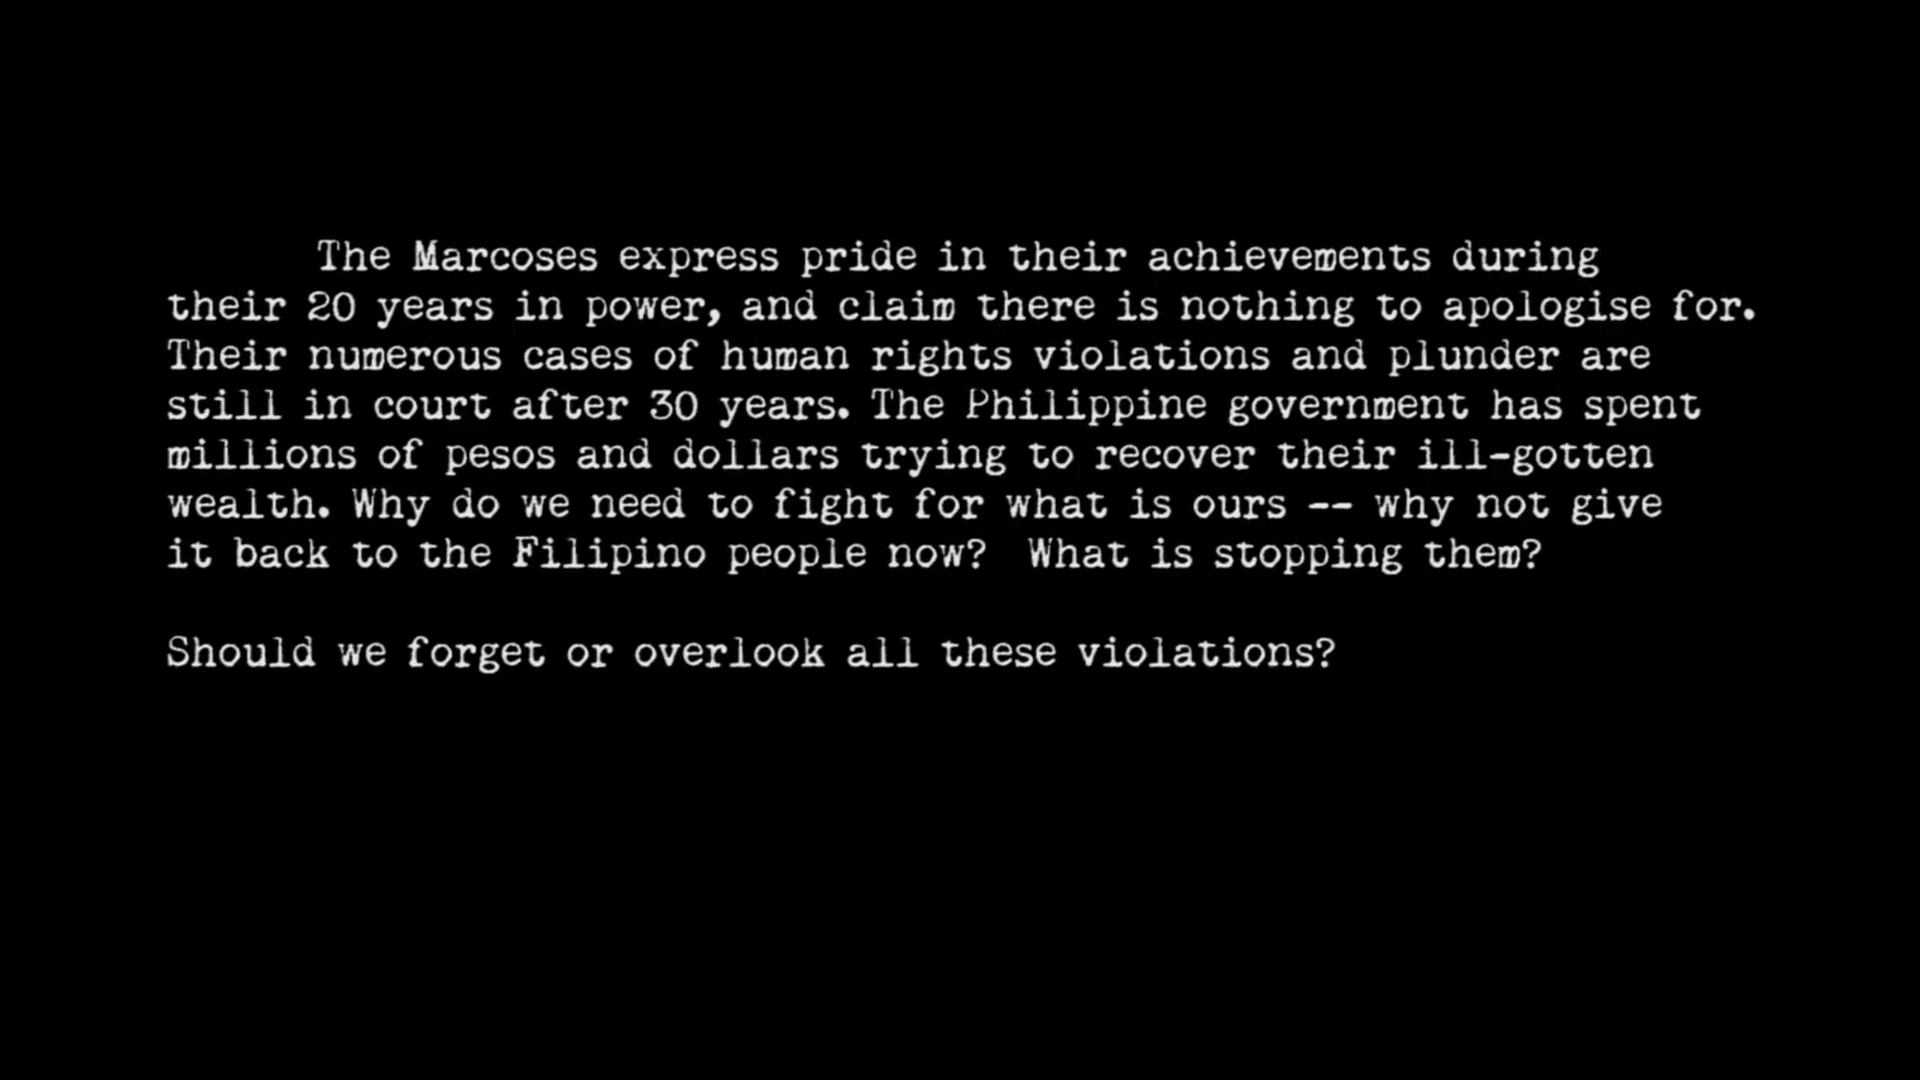 The Marcoses express pride in their achievements during
their 20 years in power, and claim there is nothing to apologise for.
Their numerous cases of human rights violations and plunder are
still in court after 30 years. The Philippine government has spent
millions of pesos and dollars trying to recover their ill-gotten
wealth. Why do we need to fight for what is ours -- why not give
it back to the Filipino people now?  What is stopping them?
Should we forget or overlook all these violations?